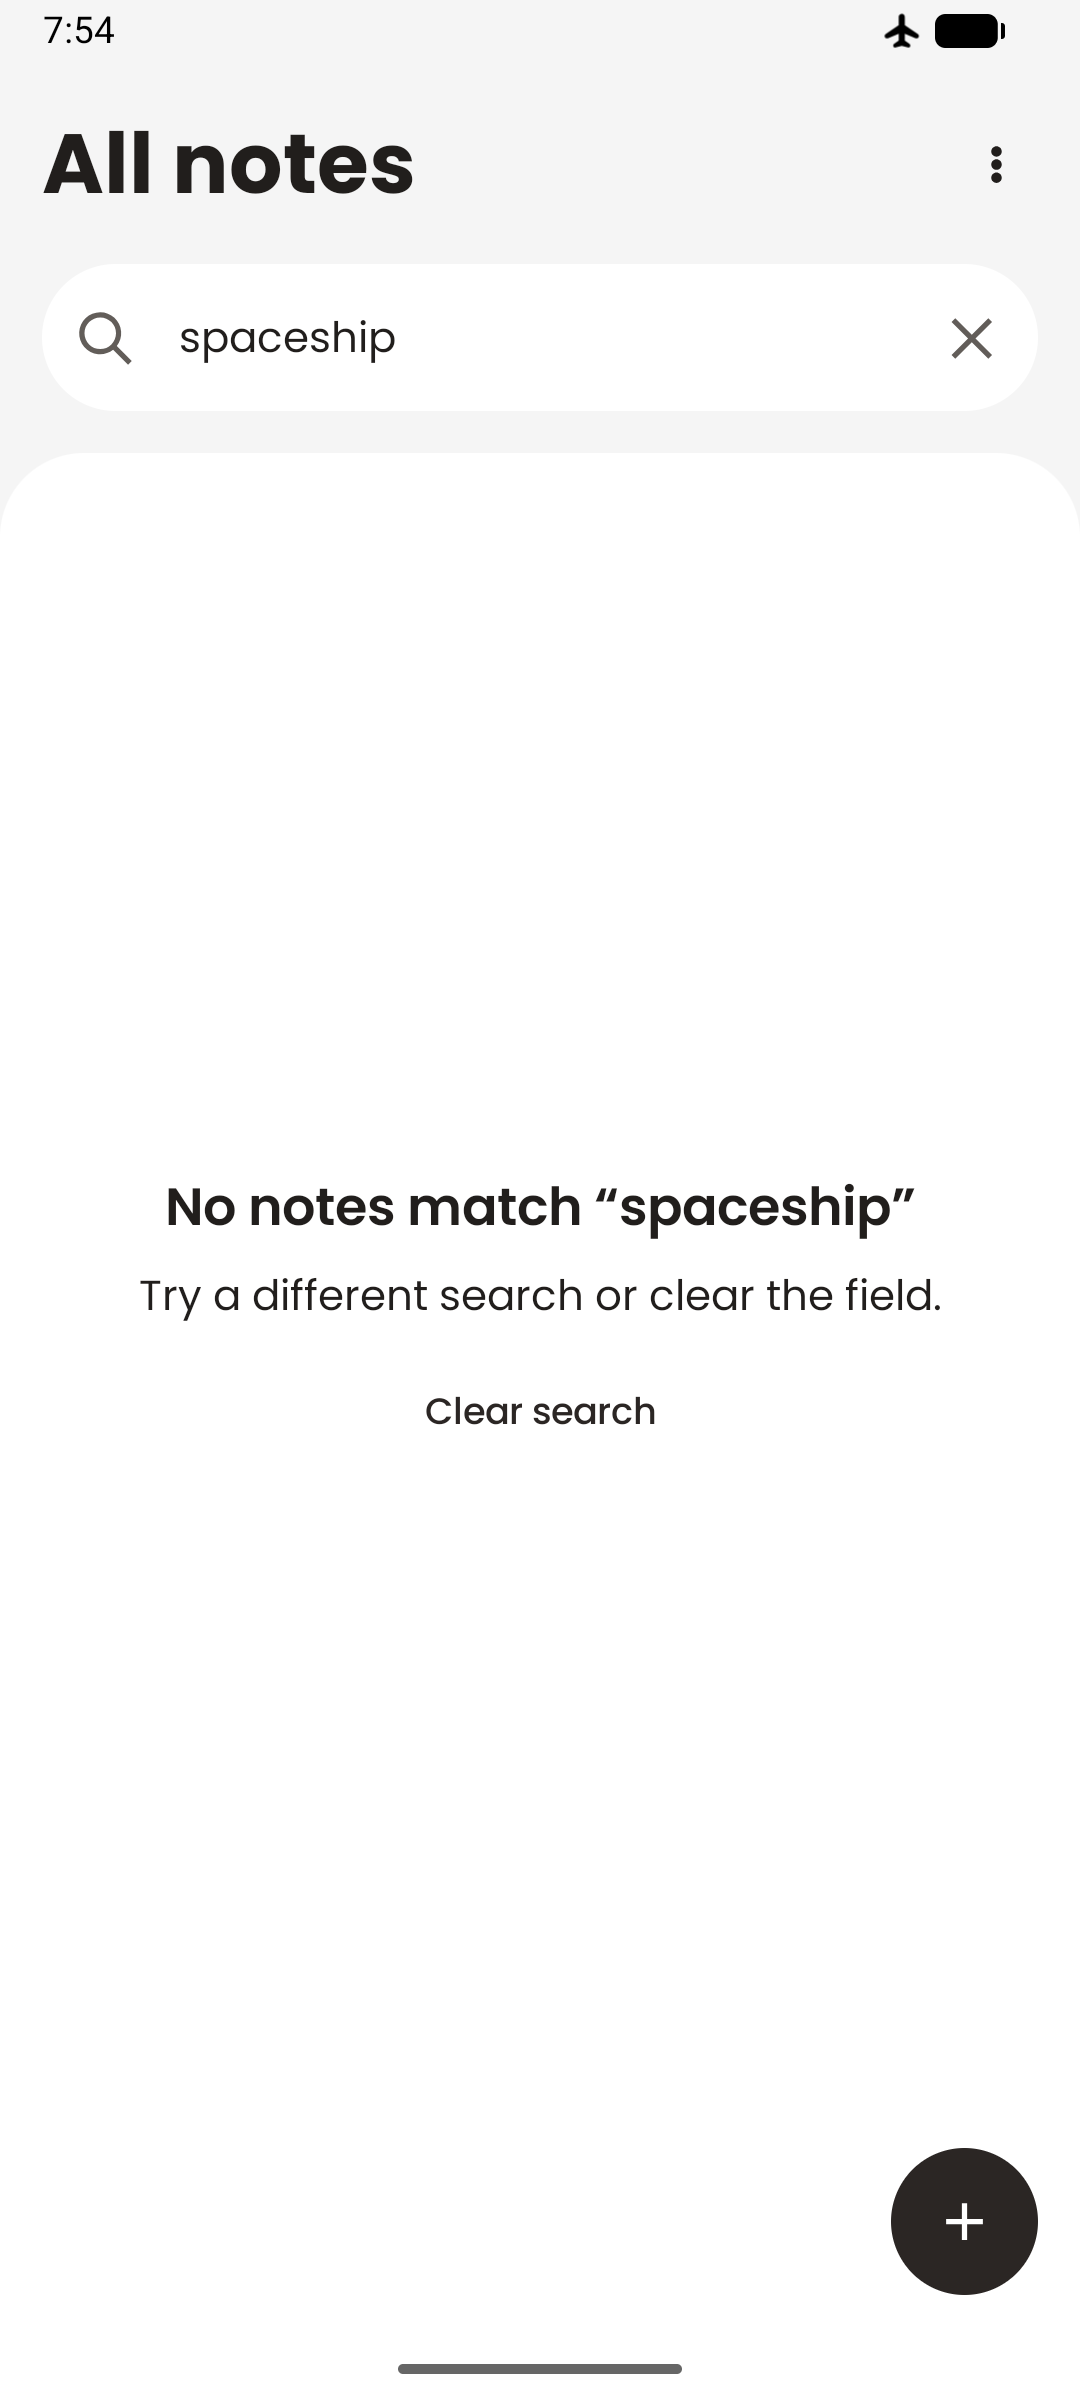 7:54
All notes
spaceship
No notes match “spaceship”
Try a different search or clear the field.
Clear search